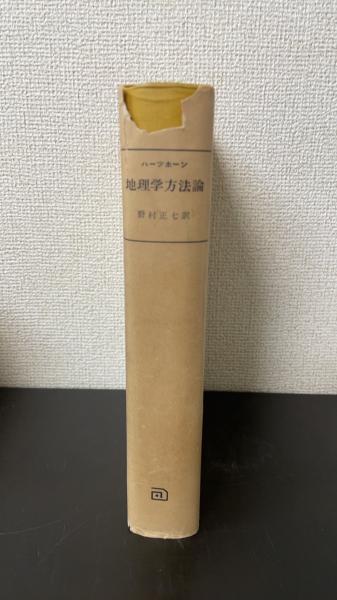 ハーツホーン
地理学方法論
野村正七訳